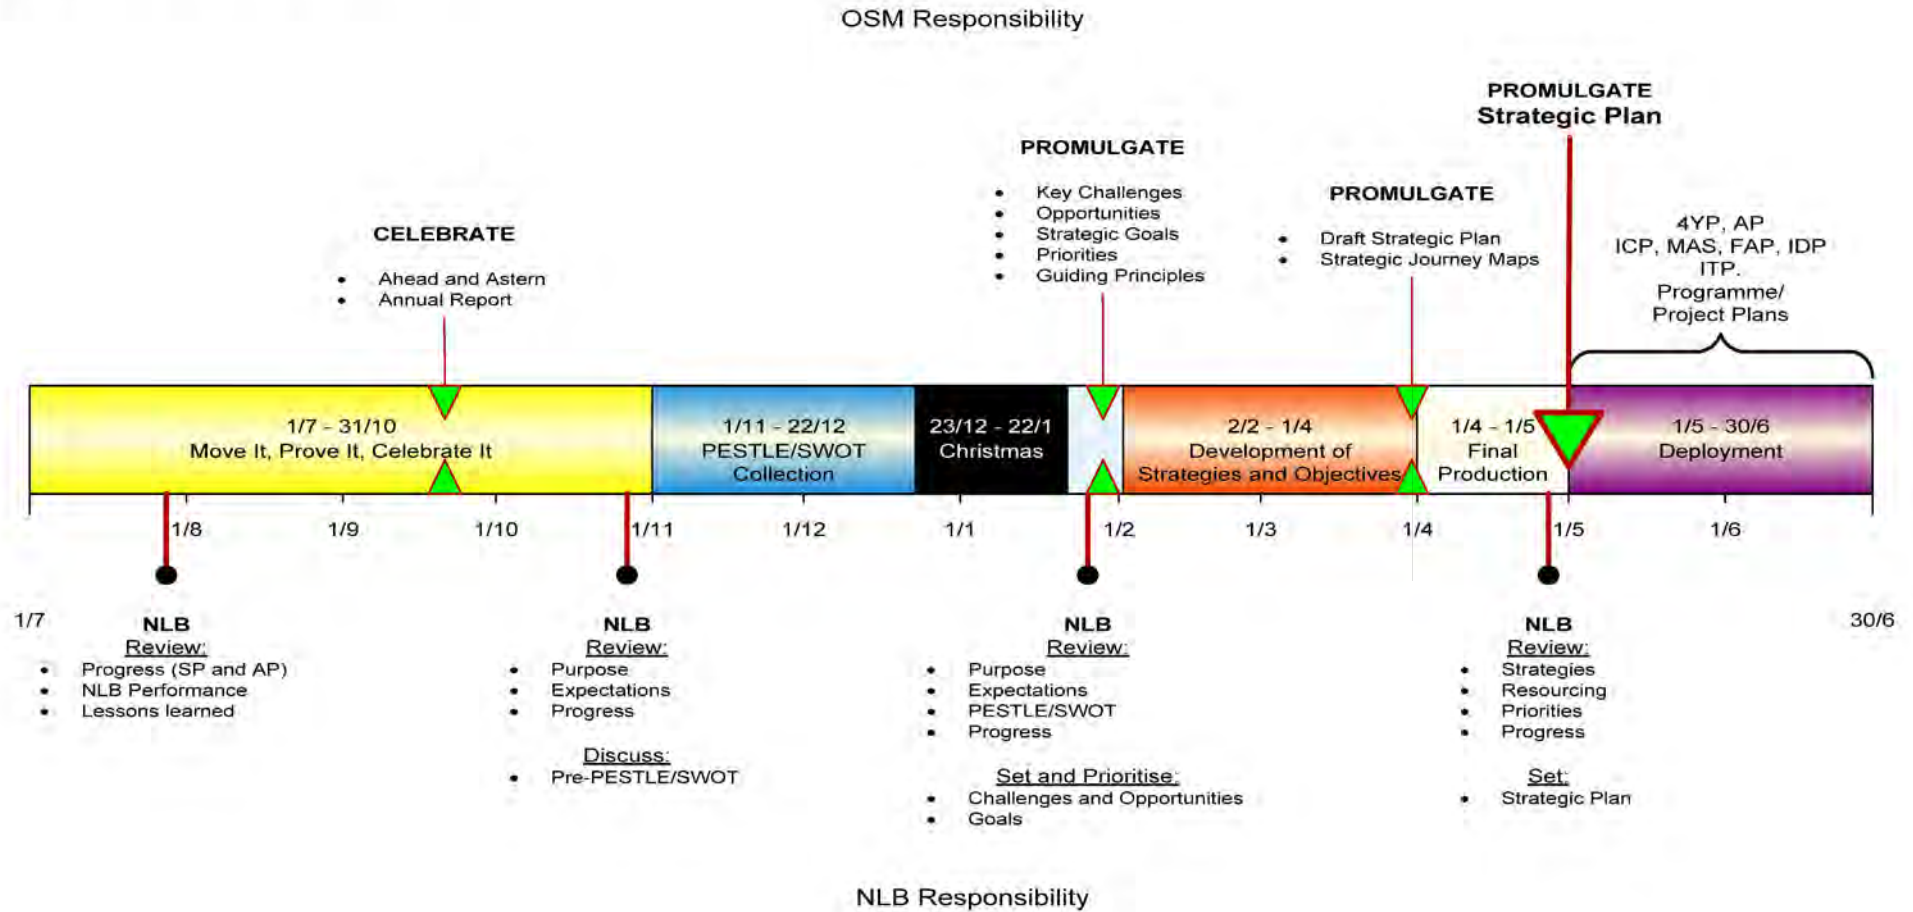 OSM Responsibility
PROMULGATE
Strategic Plan
PROMULGATE
• Key Challenges
• Opportunities
• Strategic Goals
• Priorities
• Guiding Principles
PROMULGATE
• Draft Strategic Plan
• Strategic Journey Maps
CELEBRATE
• Ahead and Astern
• Annual Report
4YP, AP
ICP, MAS, FAP, IDP
ITP.
Programme/
Project Plans
1/7 - 31/10
Move It, Prove It, Celebrate It
1/11 - 22/12
PESTLE/SWOT
Collection
23/12 - 22/1
Christmas
2/2 - 1/4
Development of
Strategies and Objectives
1/4 - 1/5
Final
Production
1/5 - 30/6
Deployment
1/8
1/9
1/10
1/11
1/12
1/1
1/2
1/3
1/4
1/5
1/6
1/7
30/6
NLB
Review:
• Progress (SP and AP)
• NLB Performance
• Lessons learned
NLB
Review:
• Purpose
• Expectations
• Progress
Discuss:
• Pre-PESTLE/SWOT
NLB
Review:
• Purpose
• Expectations
• PESTLE/SWOT
• Progress
Set and Prioritise:
• Challenges and Opportunities
• Goals
NLB
Review:
• Strategies
• Resourcing
• Priorities
• Progress
Set:
• Strategic Plan
NLB Responsibility